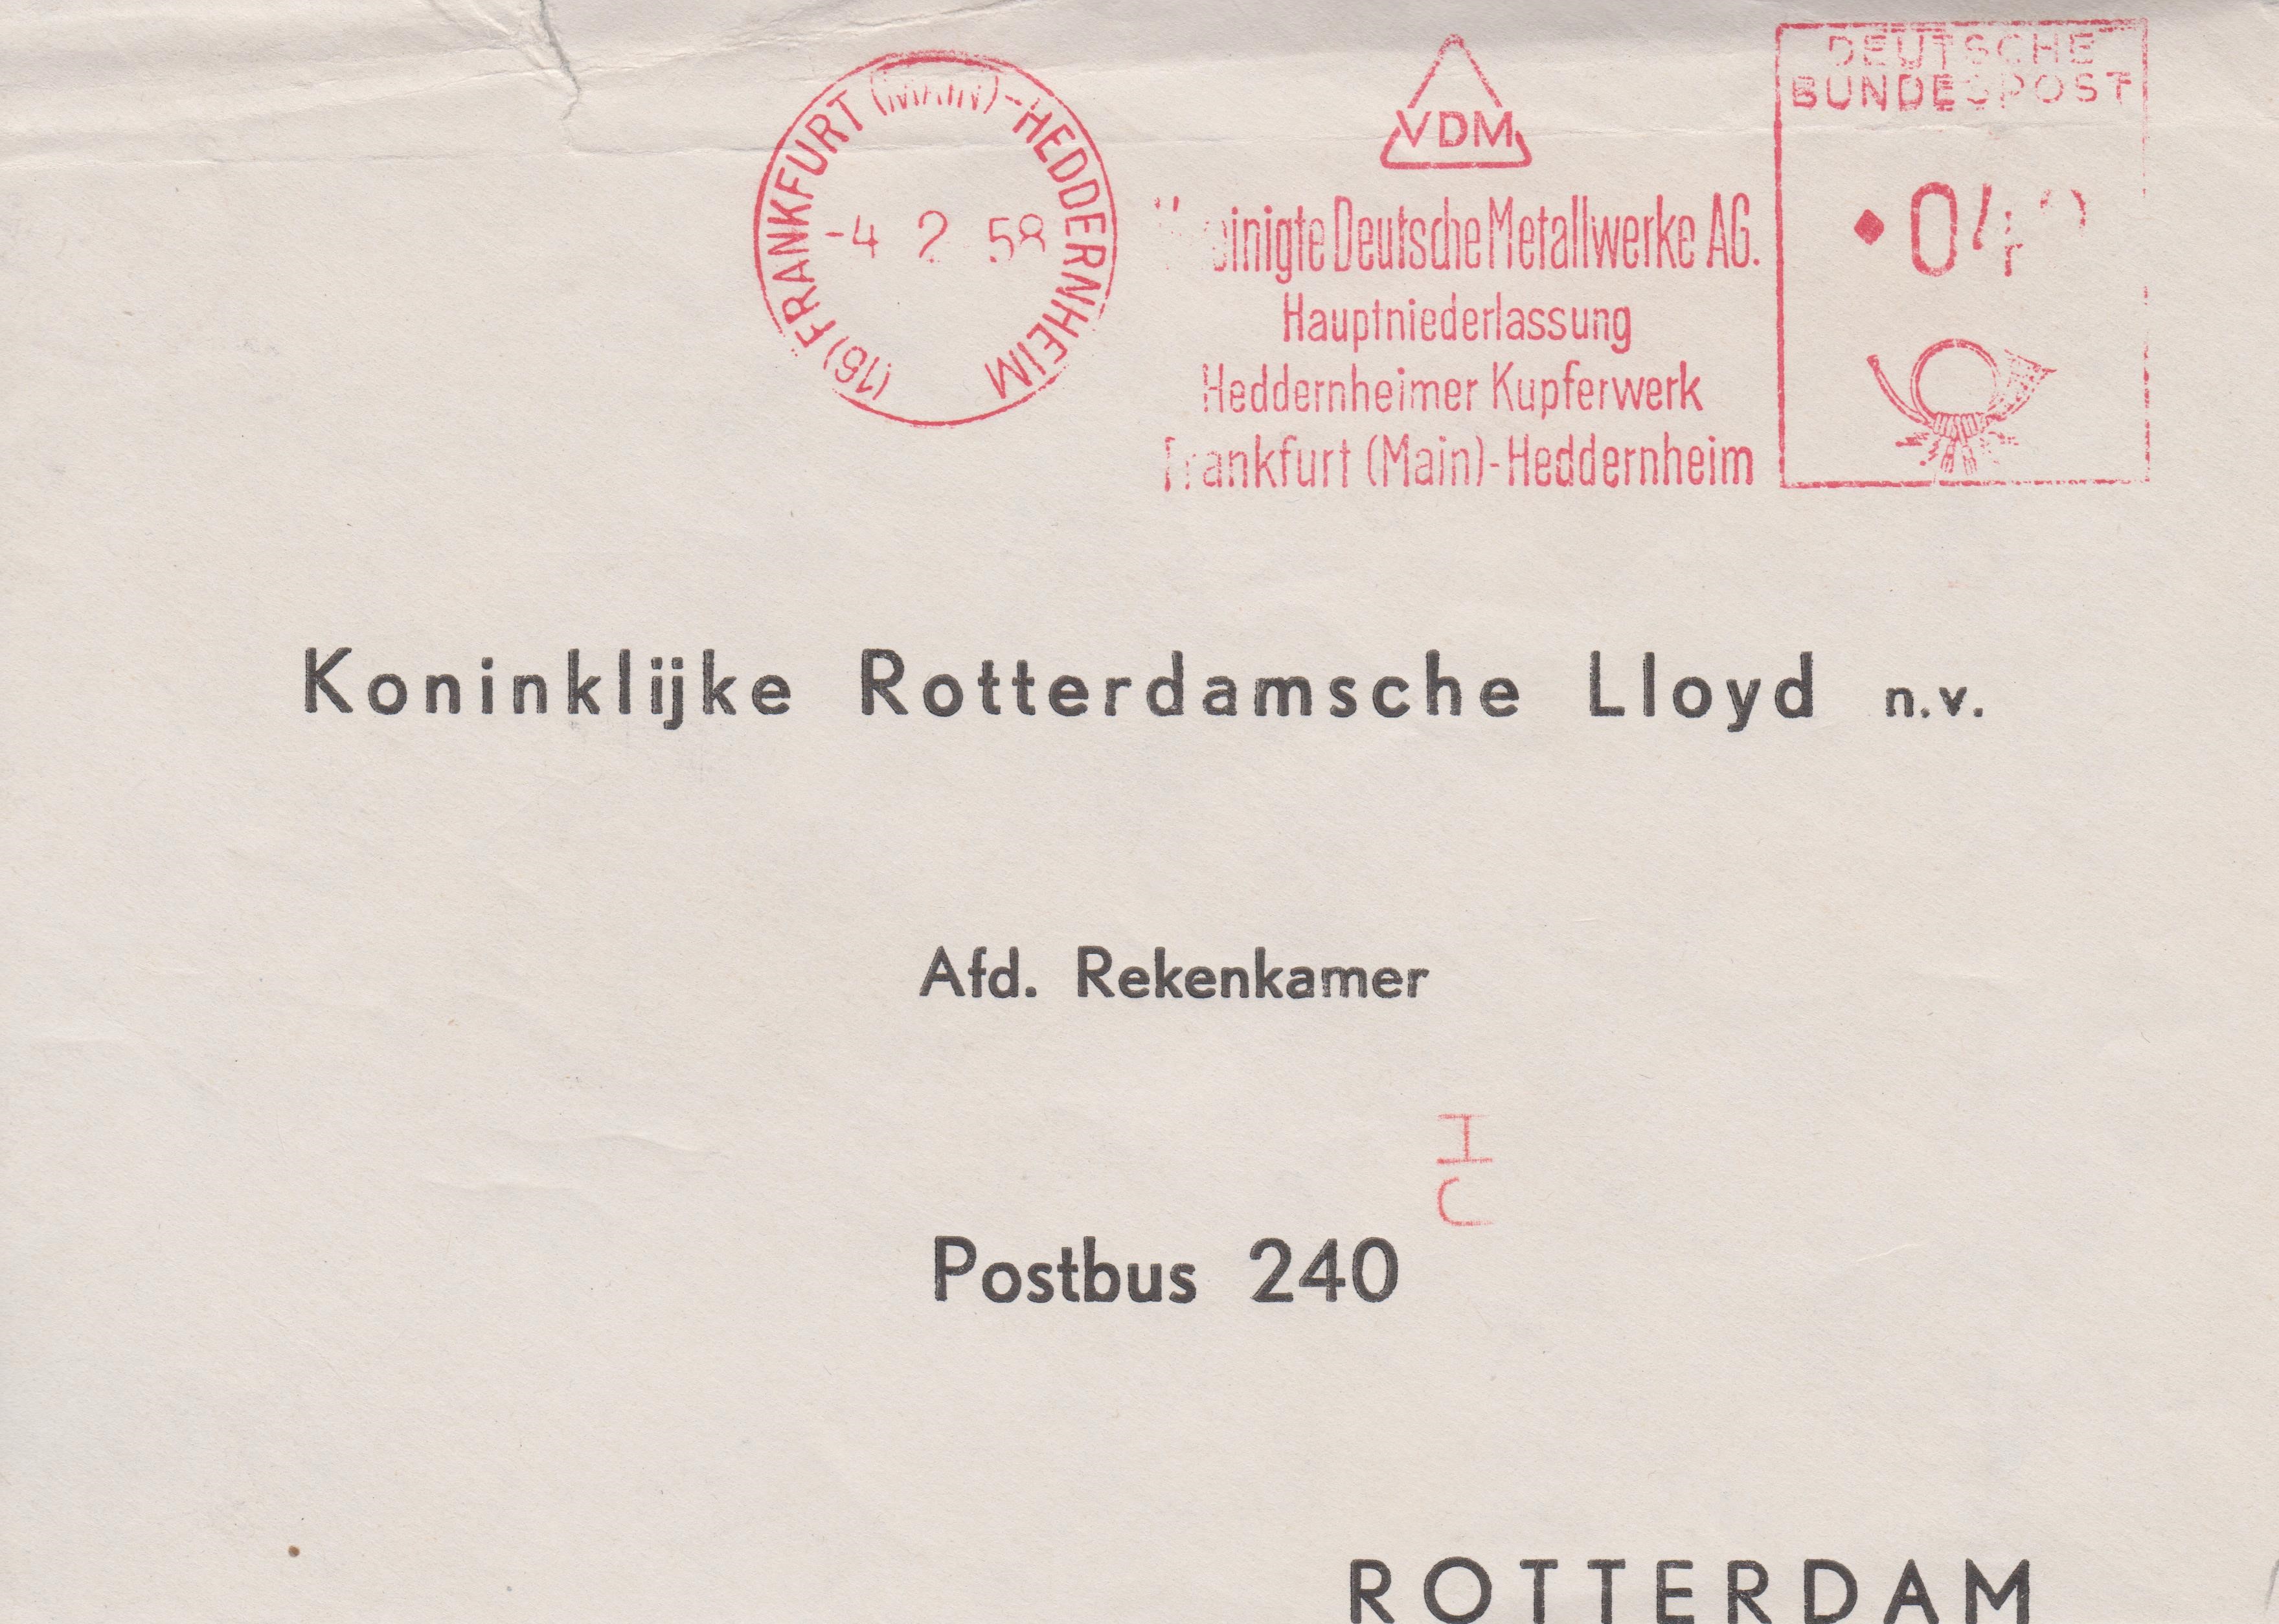 (16) FRANKFURT (MAIN)-HEDDERNHEIM
-4 2 58
VDM
einigte Deutsche Metallwerke AG.
Hauptniederlassung
Heddernheimer Kupferwerk
Frankfurt (Main)-Heddernheim
DEUTSCHE
BUNDESPOST
Koninklijke Rotterdamsche Lloyd n.v.
Afd. Rekenkamer
Postbus 240
ROTTERDAM